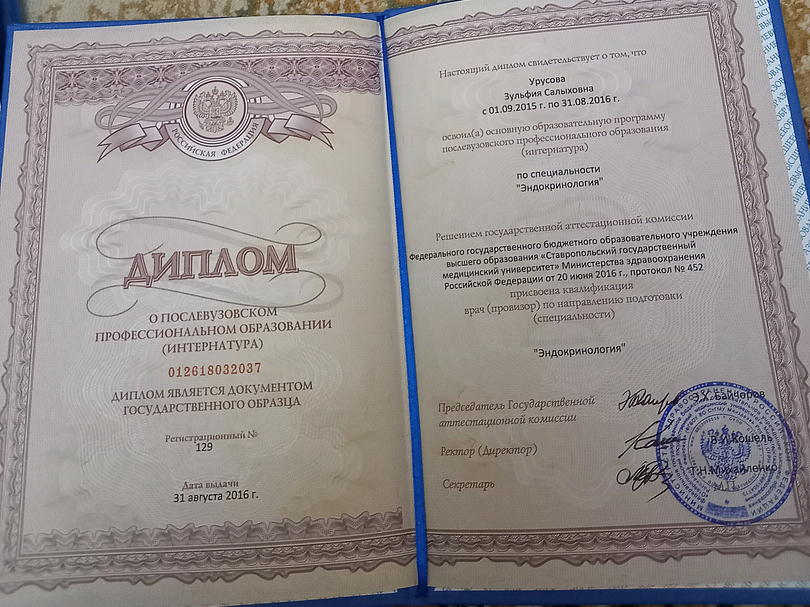 РОССИЙСКАЯ ФЕДЕРАЦИЯ
ДИПЛОМ
О ПОСЛЕВУЗОВСКОМ
ПРОФЕССИОНАЛЬНОМ ОБРАЗОВАНИИ
(ИНТЕРНАТУРА)
012618032037
ДИПЛОМ ЯВЛЯЕТСЯ ДОКУМЕНТОМ
ГОСУДАРСТВЕННОГО ОБРАЗЦА
Регистрационный №
129
Дата выдачи
31 августа 2016 г.
Настоящий диплом свидетельствует о том, что
Урусова
Зульфия Салыховна
с 01.09.2015 г. по 31.08.2016 г.
освоил(а) основную образовательную программу
послевузовского профессионального образования
(интернатура)
по специальности
"Эндокринология"
Решением государственной аттестационной комиссии
Федерального государственного бюджетного образовательного учреждения
высшего образования «Ставропольский государственный
медицинский университет» Министерства здравоохранения
Российской Федерации от 20 июня 2016 г., протокол № 452
присвоена квалификация
врач (провизор) по направлению подготовки
(специальности)
"Эндокринология"
Председатель Государственной
аттестационной комиссии
Э.Х. Байчоров
Ректор (Директор)
В.И.Кошель
Секретарь
Т.Н.Михайленко
М.П.